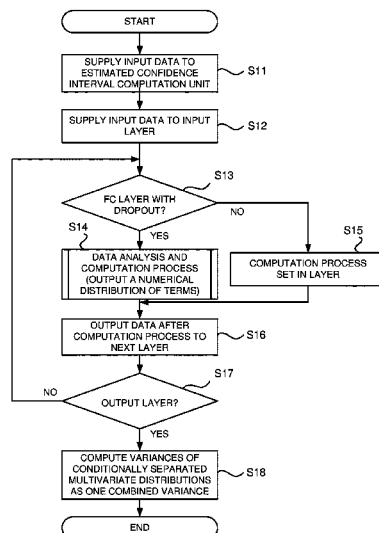 START
SUPPLY INPUT DATA TO
ESTIMATED CONFIDENCE
INTERVAL COMPUTATION UNIT
S11
SUPPLY INPUT DATA TO INPUT
LAYER
S12
S13
FC LAYER WITH
DROPOUT?
NO
S14
YES
S15
DATA ANALYSIS AND
COMPUTATION PROCESS
(OUTPUT A NUMERICAL
DISTRIBUTION OF TERMS)
COMPUTATION PROCESS
SET IN LAYER
OUTPUT DATA AFTER
COMPUTATION PROCESS TO
NEXT LAYER
S16
S17
NO
OUTPUT LAYER?
YES
COMPUTE VARIANCES OF
CONDITIONALLY SEPARATED
MULTIVARIATE DISTRIBUTIONS
AS ONE COMBINED VARIANCE
S18
END